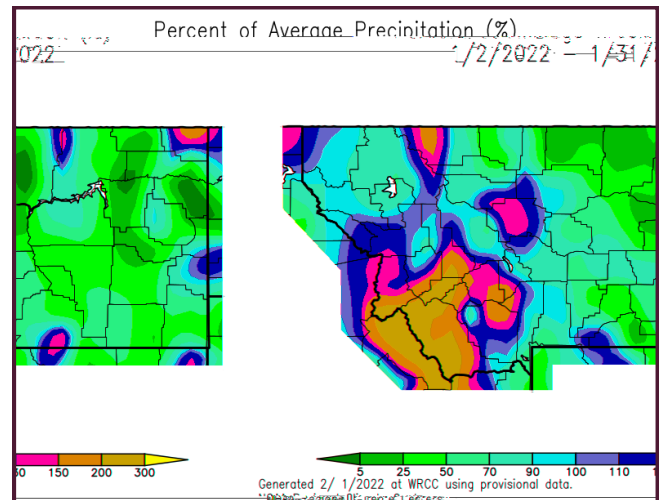 Percent of Average Precipitation (%)
022
1/2/2022 – 1/31/
150 200 300
5 25 50 70 90 100 110
Generated 2/ 1/2022 at WRCC using provisional data.